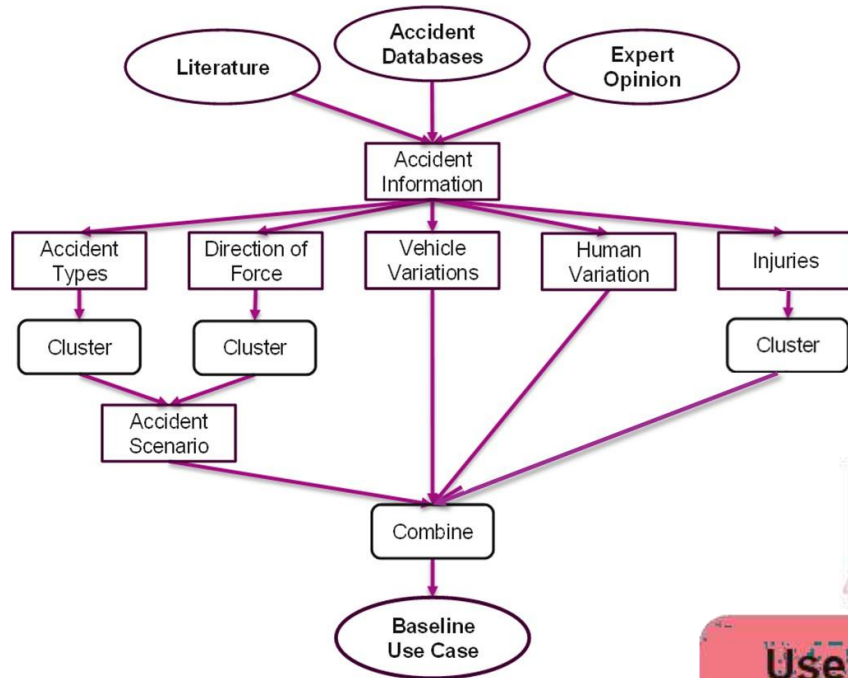 Literature
Accident
Databases
Expert
Opinion
Accident
Information
Accident
Types
Direction of
Force
Vehicle
Variations
Human
Variation
Injuries
Cluster
Cluster
Cluster
Accident
Scenario
Combine
Baseline
Use Case
Use